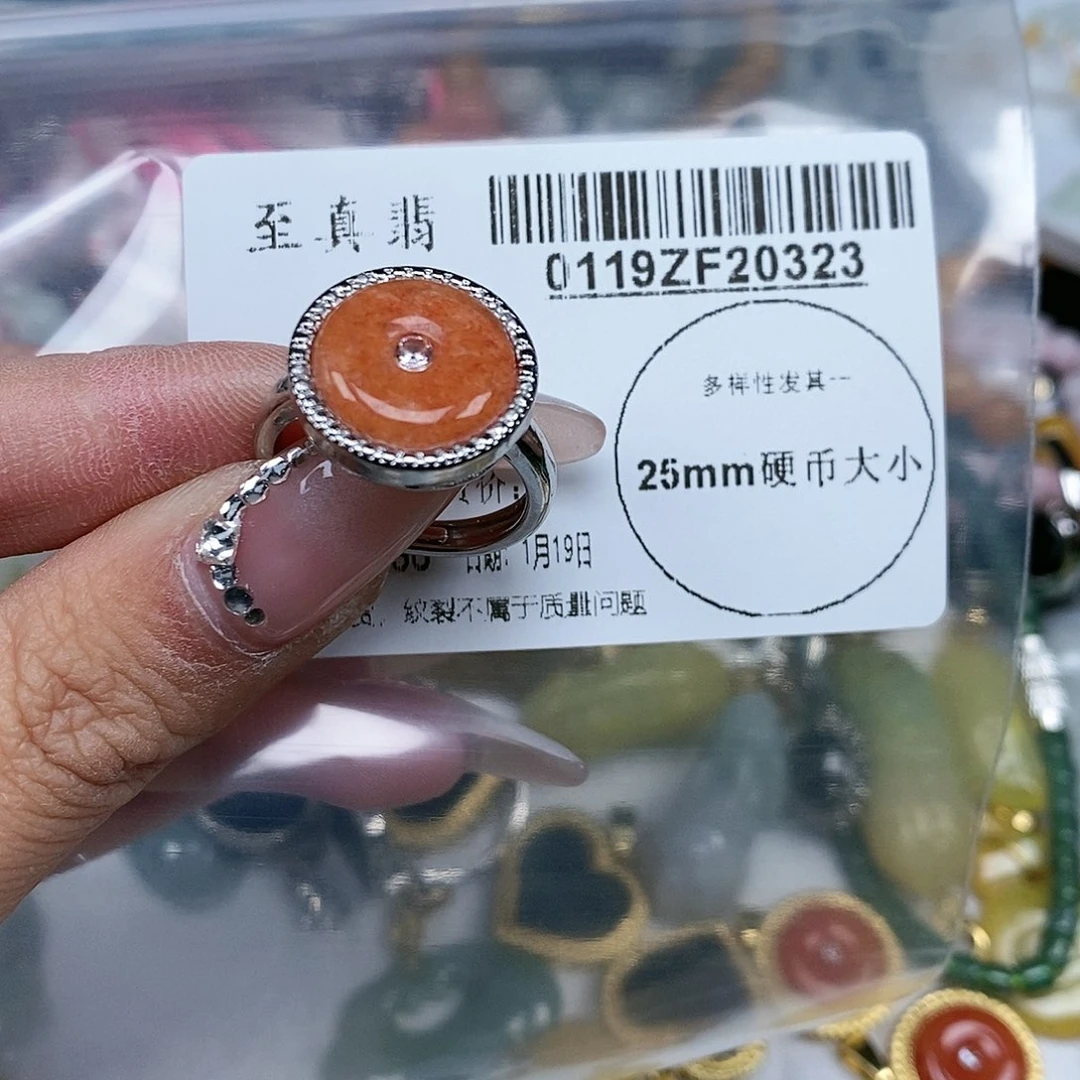 至真翡
0119ZF20323
多样性发其一
25mm硬币大小
价:
日期: 1月19日
纹裂不属于质量问题